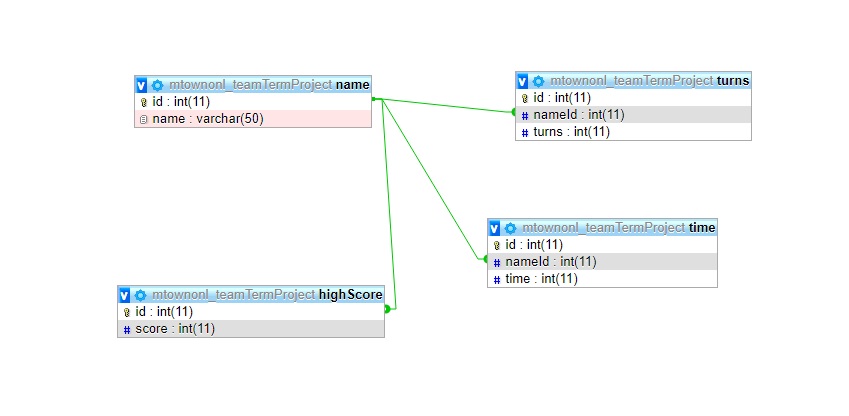 mtownonl_teamTermProject name
id : int(11)
name : varchar(50)
mtownonl_teamTermProject turns
id : int(11)
nameId : int(11)
turns : int(11)
mtownonl_teamTermProject time
id : int(11)
nameId : int(11)
time : int(11)
mtownonl_teamTermProject highScore
id : int(11)
score : int(11)